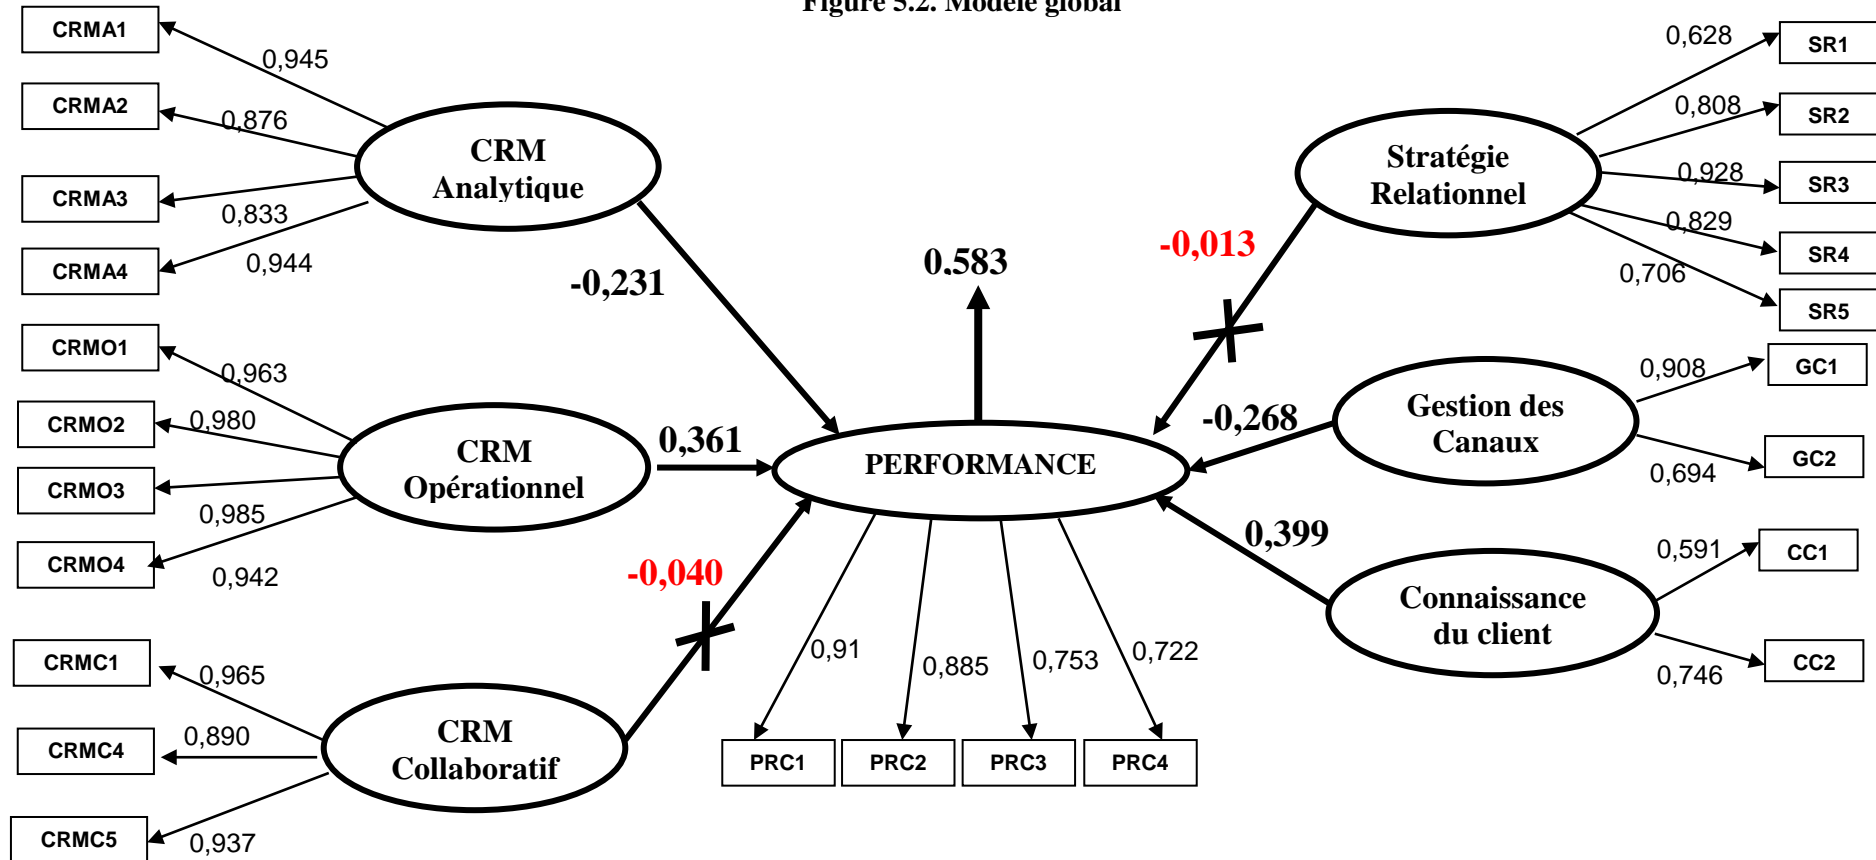 Figure 5.2. Modèle global
CRMA1
0,945
CRMA2
0,876
CRMA3
0,833
CRMA4
0,944
CRM
Analytique
-0,231
CRMO1
0,963
CRMO2
0,980
CRMO3
0,985
CRMO4
0,942
CRM
Opérationnel
0,361
CRMC1
0,965
CRMC4
0,890
CRMC5
0,937
CRM
Collaboratif
-0,040
0,583
PERFORMANCE
0,91
0,885
0,753
0,722
PRC1
PRC2
PRC3
PRC4
Stratégie
Relationnel
-0,013
0,628
SR1
0,808
SR2
0,928
SR3
0,829
SR4
0,706
SR5
Gestion des
Canaux
-0,268
0,908
GC1
0,694
GC2
Connaissance
du client
0,399
0,591
CC1
0,746
CC2